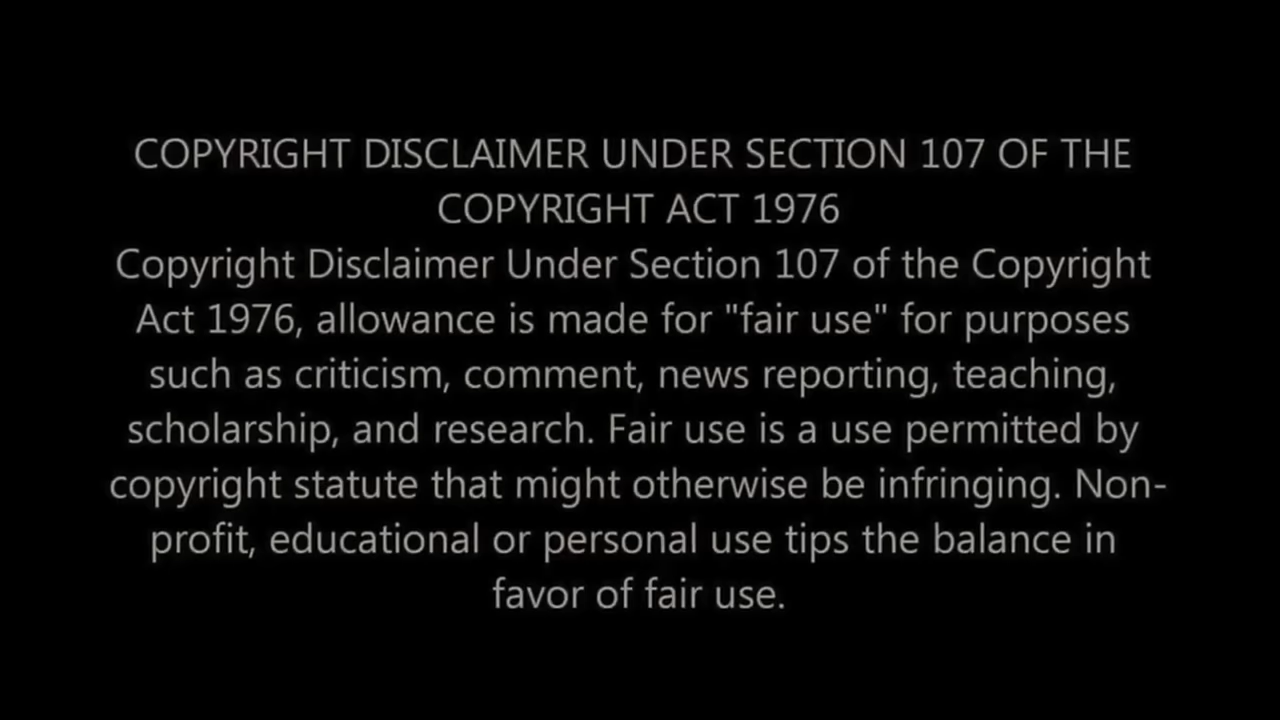 COPYRIGHT DISCLAIMER UNDER SECTION 107 OF THE
COPYRIGHT ACT 1976
Copyright Disclaimer Under Section 107 of the Copyright
Act 1976, allowance is made for "fair use" for purposes
such as criticism, comment, news reporting, teaching,
scholarship, and research. Fair use is a use permitted by
copyright statute that might otherwise be infringing. Non-
profit, educational or personal use tips the balance in
favor of fair use.